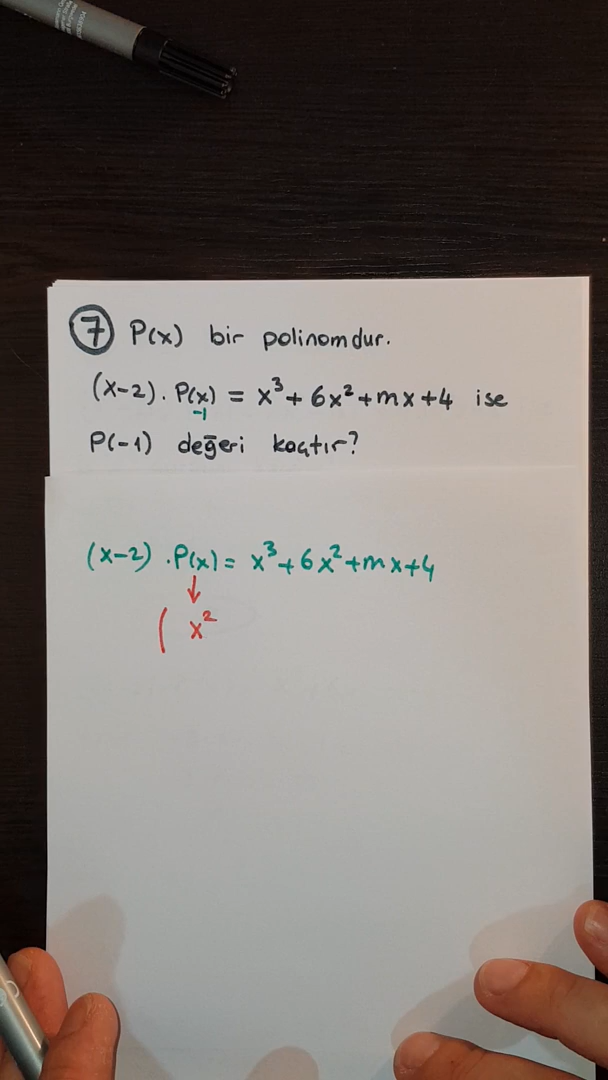 7 P(x) bir polinomdur.
(x-2). P(x) = x³+6x²+mx+4 ise
-1
P(-1) değeri kaçtır?
(x-2) .P(x)= x³+6x²+mx+4
↓
( x²